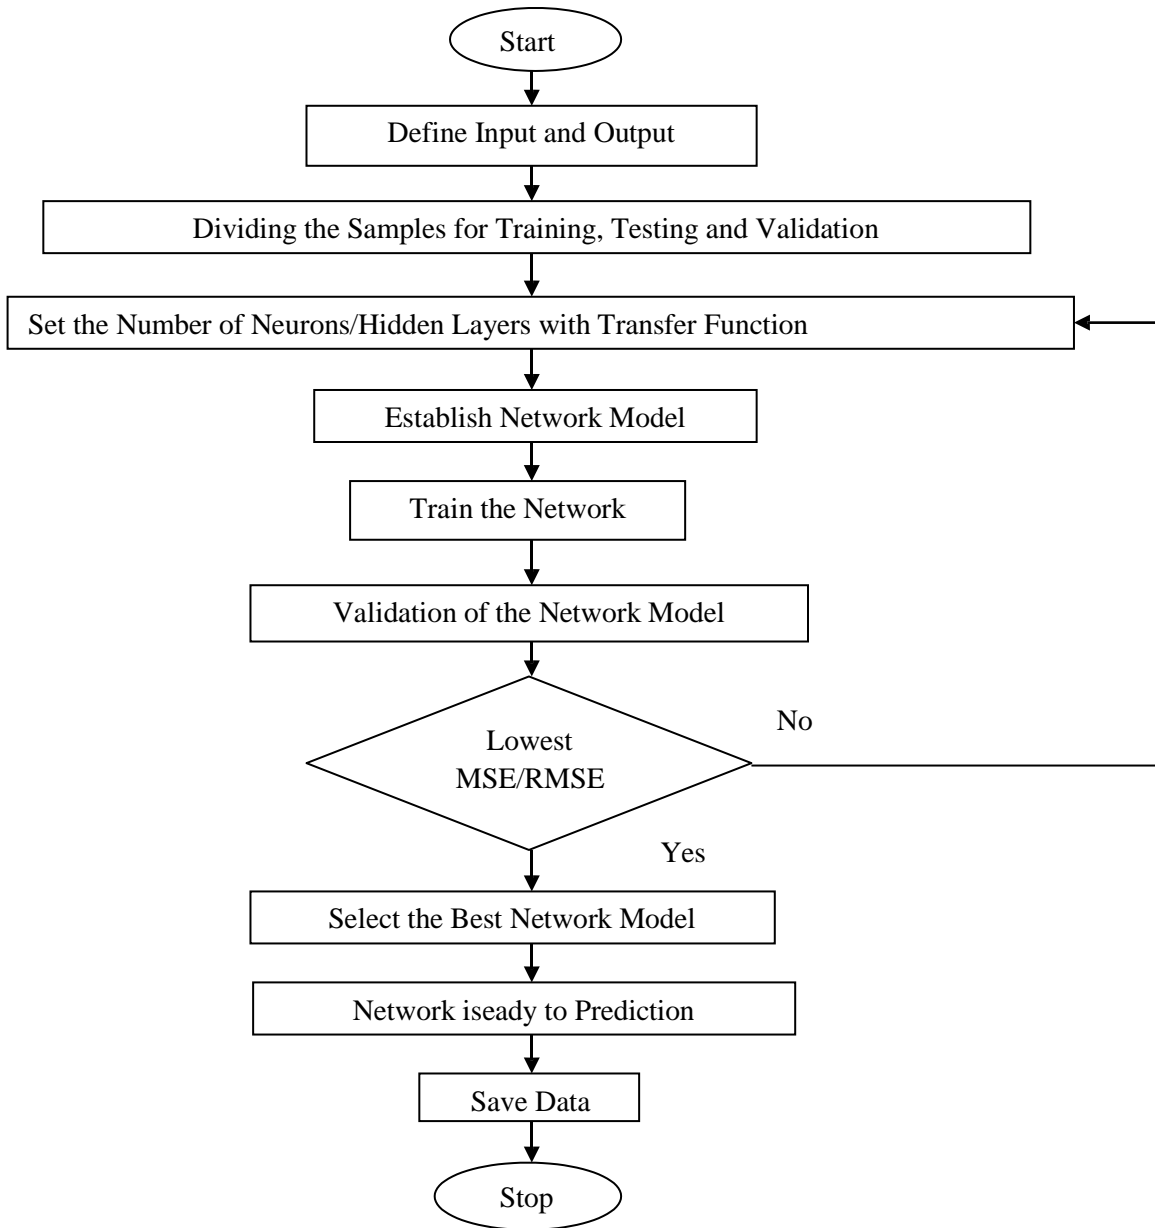 Start
Define Input and Output
Dividing the Samples for Training, Testing and Validation
Set the Number of Neurons/Hidden Layers with Transfer Function
Establish Network Model
Train the Network
Validation of the Network Model
Lowest
MSE/RMSE
No
Yes
Select the Best Network Model
Network iseady to Prediction
Save Data
Stop